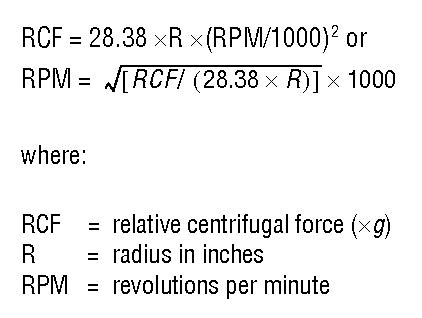 RCF = 28.38 ×R ×(RPM/1000)² or
RPM = √[RCF/ (28.38 × R)] × 1000
where:
RCF = relative centrifugal force (×g)
R = radius in inches
RPM = revolutions per minute